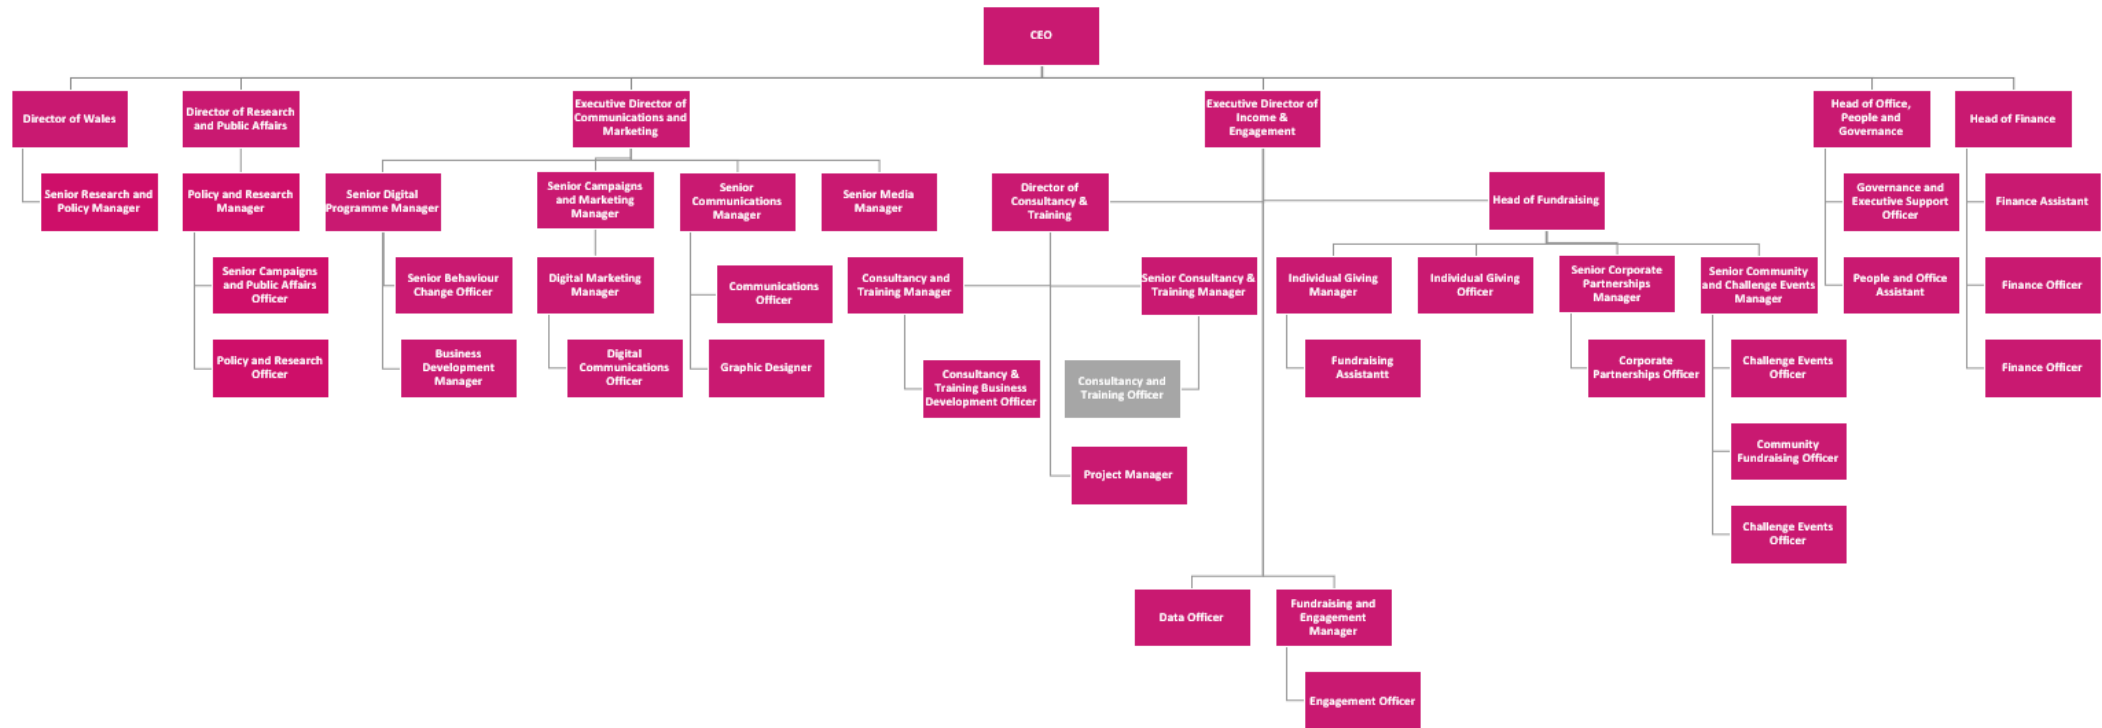 CEO
Director of Wales
Director of Research
and Public Affairs
Executive Director of
Communications and
Marketing
Executive Director of
Income &
Engagement
Head of Office,
People and
Governance
Head of Finance
Senior Research and
Policy Manager
Policy and Research
Manager
Senior Digital
Programme Manager
Senior Campaigns
and Marketing
Manager
Senior
Communications
Manager
Senior Media
Manager
Director of
Consultancy &
Training
Head of Fundraising
Governance and
Executive Support
Officer
Finance Assistant
Senior Campaigns
and Public Affairs
Officer
Senior Behaviour
Change Officer
Digital Marketing
Manager
Communications
Officer
Consultancy and
Training Manager
Senior Consultancy &
Training Manager
Individual Giving
Manager
Individual Giving
Officer
Senior Corporate
Partnerships
Manager
Senior Community
and Challenge Events
Manager
People and Office
Assistant
Finance Officer
Policy and Research
Officer
Business
Development
Manager
Digital
Communications
Officer
Graphic Designer
Consultancy &
Training Business
Development Officer
Consultancy and
Training Officer
Fundraising
Assistantt
Corporate
Partnerships Officer
Challenge Events
Officer
Finance Officer
Project Manager
Community
Fundraising Officer
Challenge Events
Officer
Data Officer
Fundraising and
Engagement
Manager
Engagement Officer